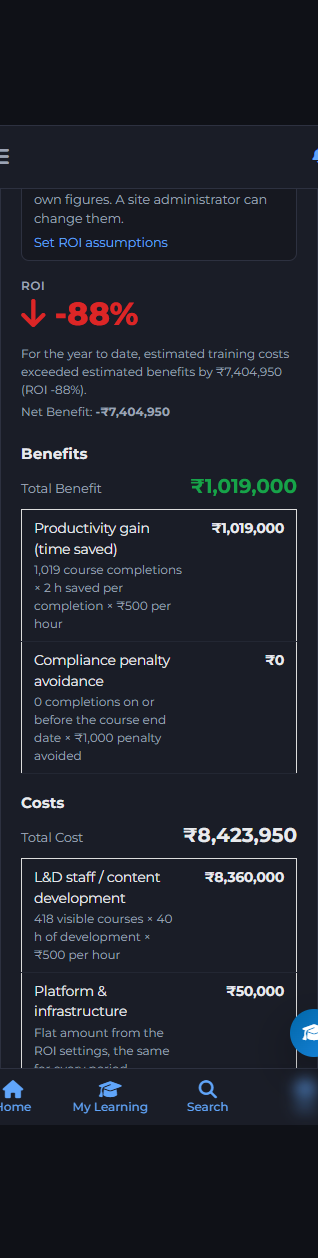 own figures. A site administrator can
change them.
Set ROI assumptions
ROI
-88%
For the year to date, estimated training costs
exceeded estimated benefits by ₹7,404,950
(ROI -88%).
Net Benefit: -₹7,404,950
Benefits
Total Benefit ₹1,019,000
Productivity gain ₹1,019,000
(time saved)
1,019 course completions
× 2 h saved per
completion × ₹500 per
hour
Compliance penalty ₹0
avoidance
0 completions on or
before the course end
date × ₹1,000 penalty
avoided
Costs
Total Cost ₹8,423,950
L&D staff / content ₹8,360,000
development
418 visible courses × 40
h of development ×
₹500 per hour
Platform & ₹50,000
infrastructure
Flat amount from the
ROI settings, the same
for every period
Home My Learning Search